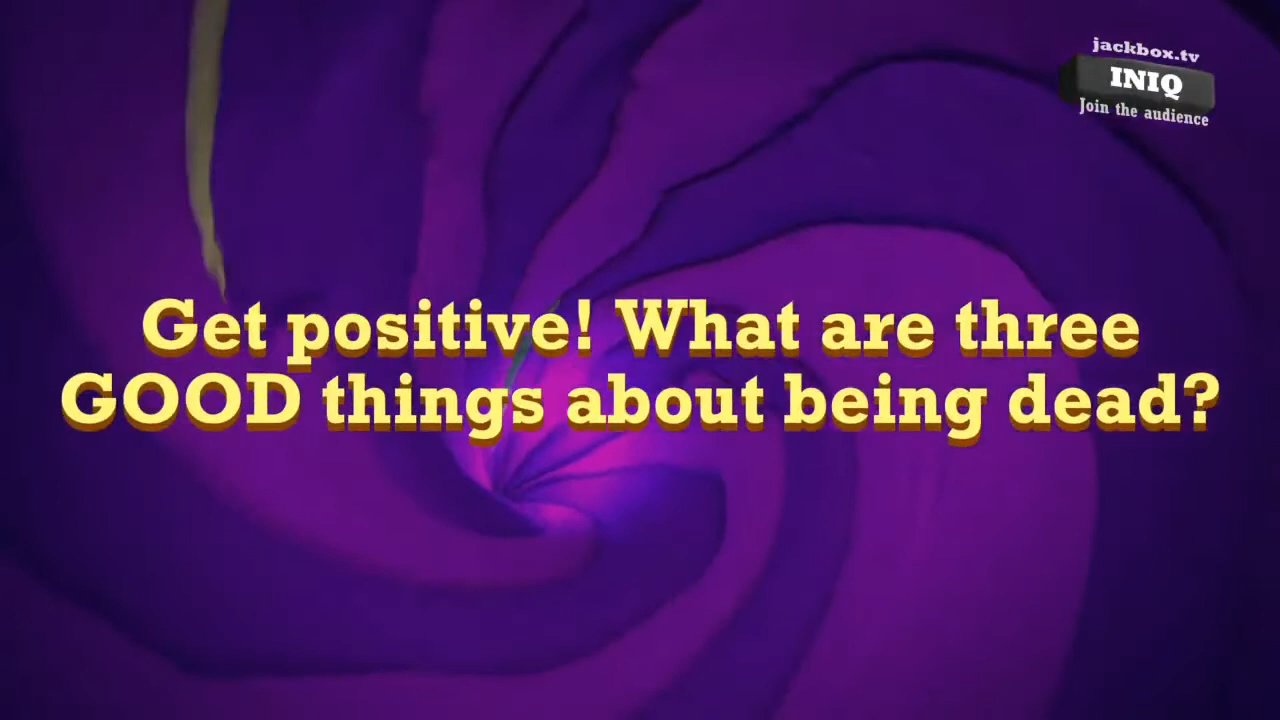 jackbox.tv
INIQ
Join the audience
Get positive! What are three
GOOD things about being dead?